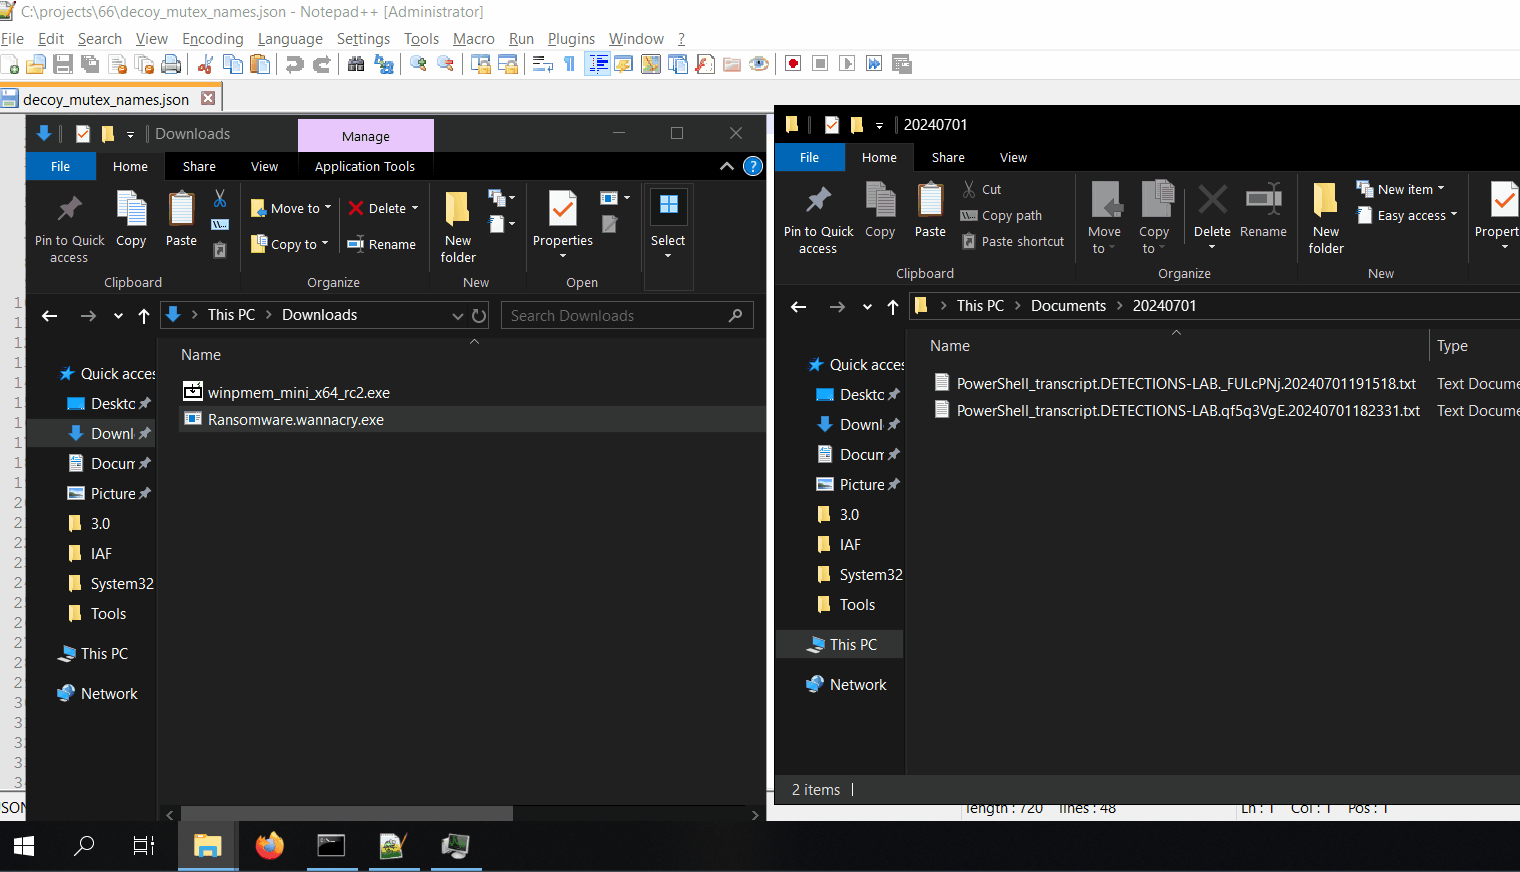 C:\projects\66\decoy_mutex_names.json - Notepad++ [Administrator]
File Edit Search View Encoding Language Settings Tools Macro Run Plugins Window ?
decoy_mutex_names.json
Downloads
Manage
File Home Share View Application Tools
Pin to Quick access
Copy
Paste
Clipboard
Move to
Copy to
Delete
Rename
Organize
New folder
New
Properties
Open
Select
This PC > Downloads
Search Downloads
Name
winpmem_mini_x64_rc2.exe
Ransomware.wannacry.exe
Quick acces
Deskto
Downl
Docum
Picture
3.0
IAF
System32
Tools
This PC
Network
20240701
File Home Share View
Pin to Quick access
Copy
Paste
Cut
Copy path
Paste shortcut
Clipboard
Move to
Copy to
Delete
Rename
Organize
New folder
New item
Easy access
New
Propert
This PC > Documents > 20240701
Name Type
PowerShell_transcript.DETECTIONS-LAB._FULcPNj.20240701191518.txt Text Docume
PowerShell_transcript.DETECTIONS-LAB.qf5q3VgE.20240701182331.txt Text Docume
Quick acces
Deskto
Downl
Docum
Picture
3.0
IAF
System32
Tools
This PC
Network
2 items
length : 720 lines : 48 Ln : 1 Col : 1 Pos : 1